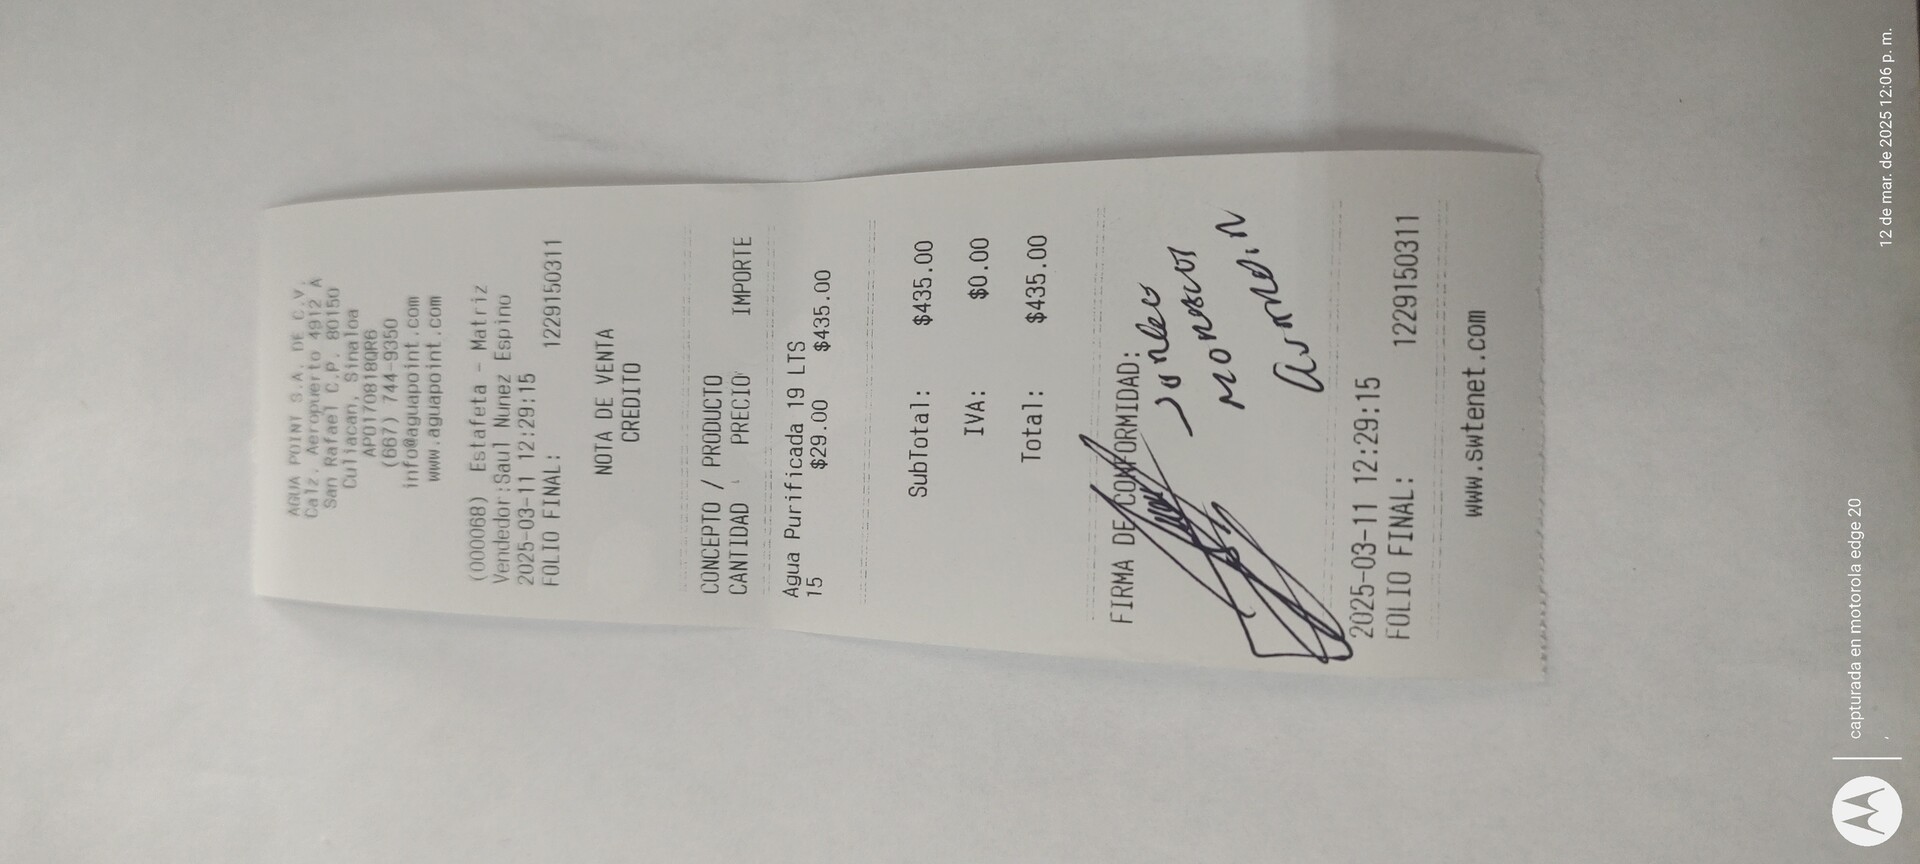 AGUA POINT S.A. DE C.V.
Calz. Aeropuerto 4912 A
San Rafael C.P. 80150
Culiacan, Sinaloa
APO170818QR6
(667) 744-9350
info@aguapoint.com
www.aguapoint.com
(000068) Estafeta - Matriz
Vendedor:Saul Nunez Espino
2025-03-11 12:29:15
FOLIO FINAL: 1229150311
NOTA DE VENTA
CREDITO
CONCEPTO / PRODUCTO
CANTIDAD PRECIO IMPORTE
Agua Purificada 19 LTS
15 $29.00 $435.00
SubTotal: $435.00
IVA: $0.00
Total: $435.00
FIRMA DE CONFORMIDAD:
2025-03-11 12:29:15
FOLIO FINAL: 1229150311
www.swtenet.com
capturada en motorola edge 20
,
12 de mar. de 2025 12:06 p. m.